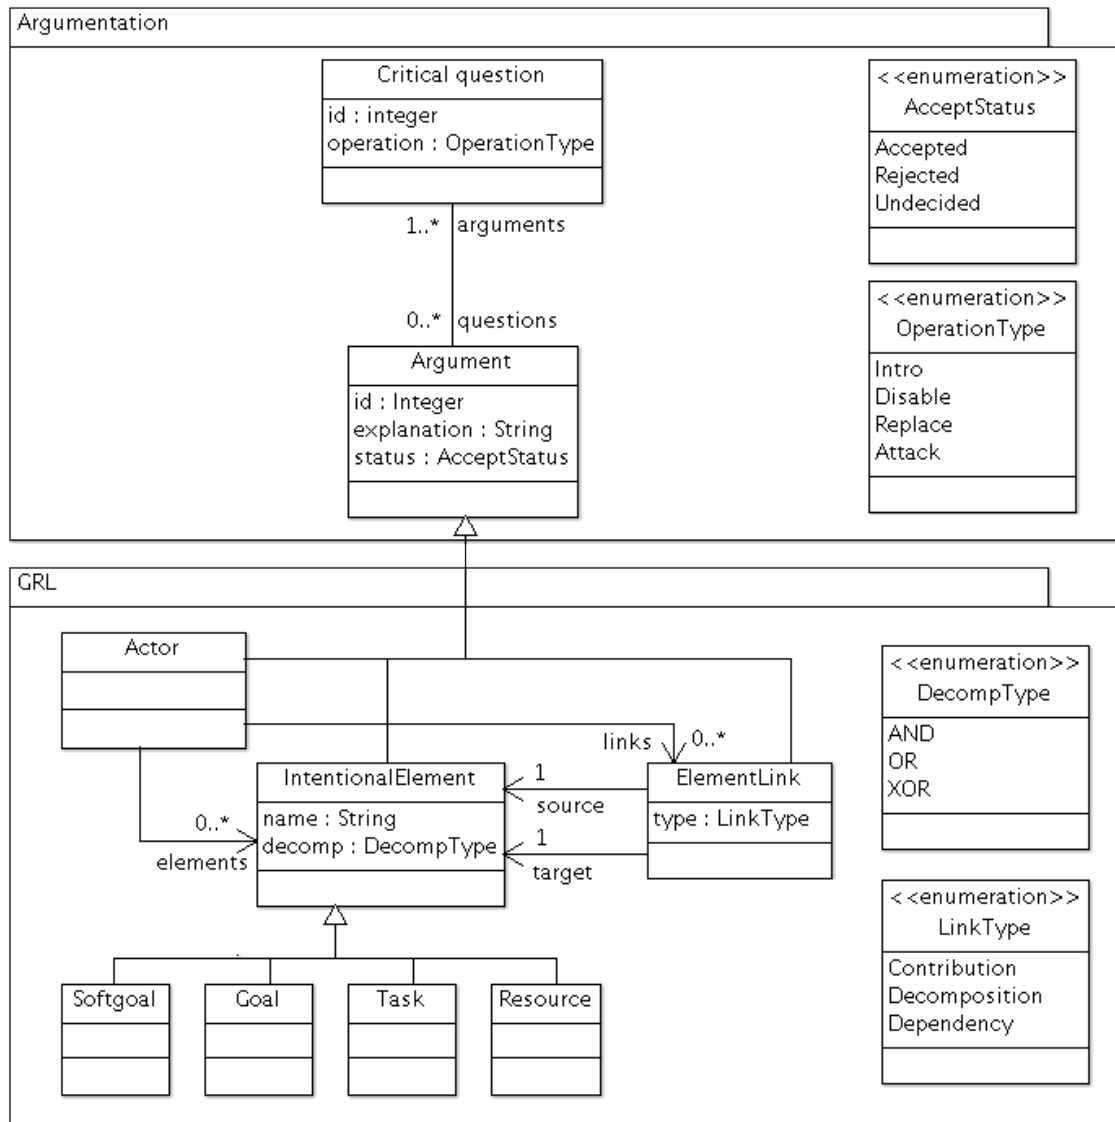 Argumentation
Critical question
id : integer
operation : OperationType
1..* arguments
0..* questions
Argument
id : Integer
explanation : String
status : AcceptStatus
<<enumeration>>
AcceptStatus
Accepted
Rejected
Undecided
<<enumeration>>
OperationType
Intro
Disable
Replace
Attack
GRL
Actor
links 0..*
0..*
elements
IntentionalElement
name : String
decomp : DecompType
1
source
1
target
ElementLink
type : LinkType
Softgoal
Goal
Task
Resource
<<enumeration>>
DecompType
AND
OR
XOR
<<enumeration>>
LinkType
Contribution
Decomposition
Dependency